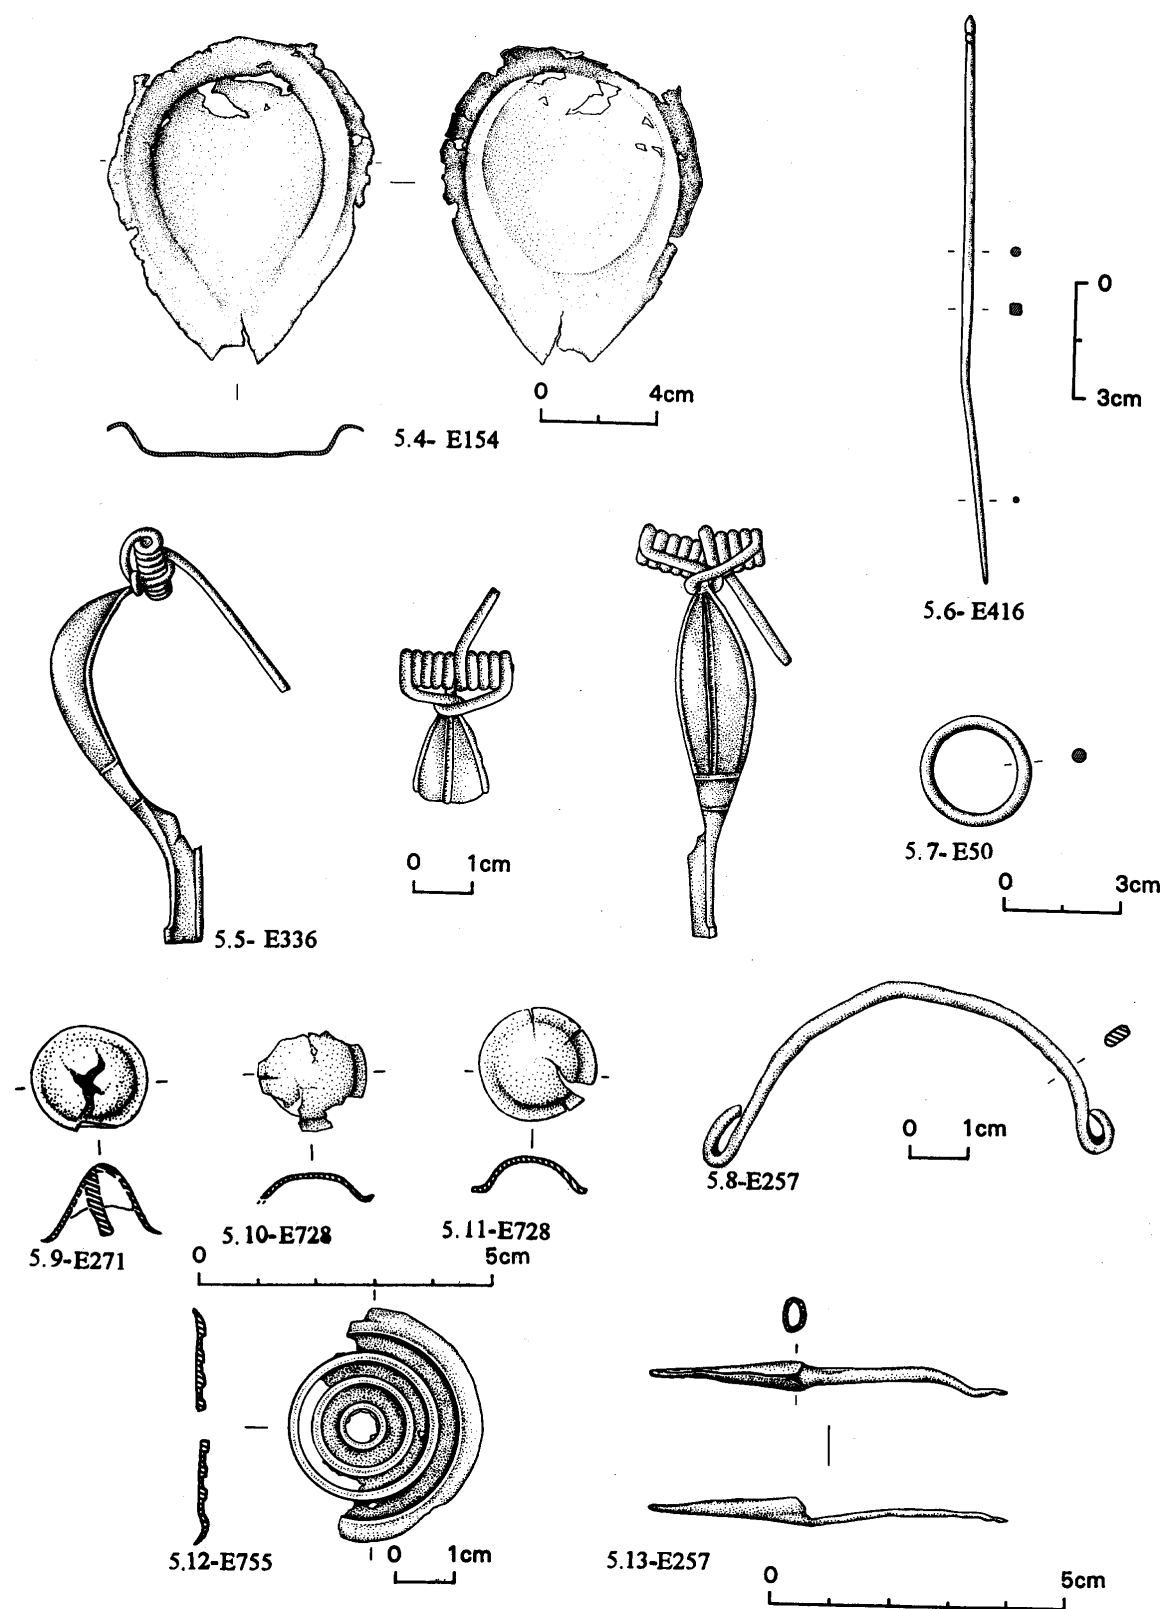 0 4cm
5.4- E154
0
3cm
5.6- E416
0 1cm
5.5- E336
5.7-E50
0 3cm
0 1cm
5.8-E257
5.9-E271
5.10-E728
5.11-E728
0 5cm
5.12-E755
0 1cm
5.13-E257
0 5cm